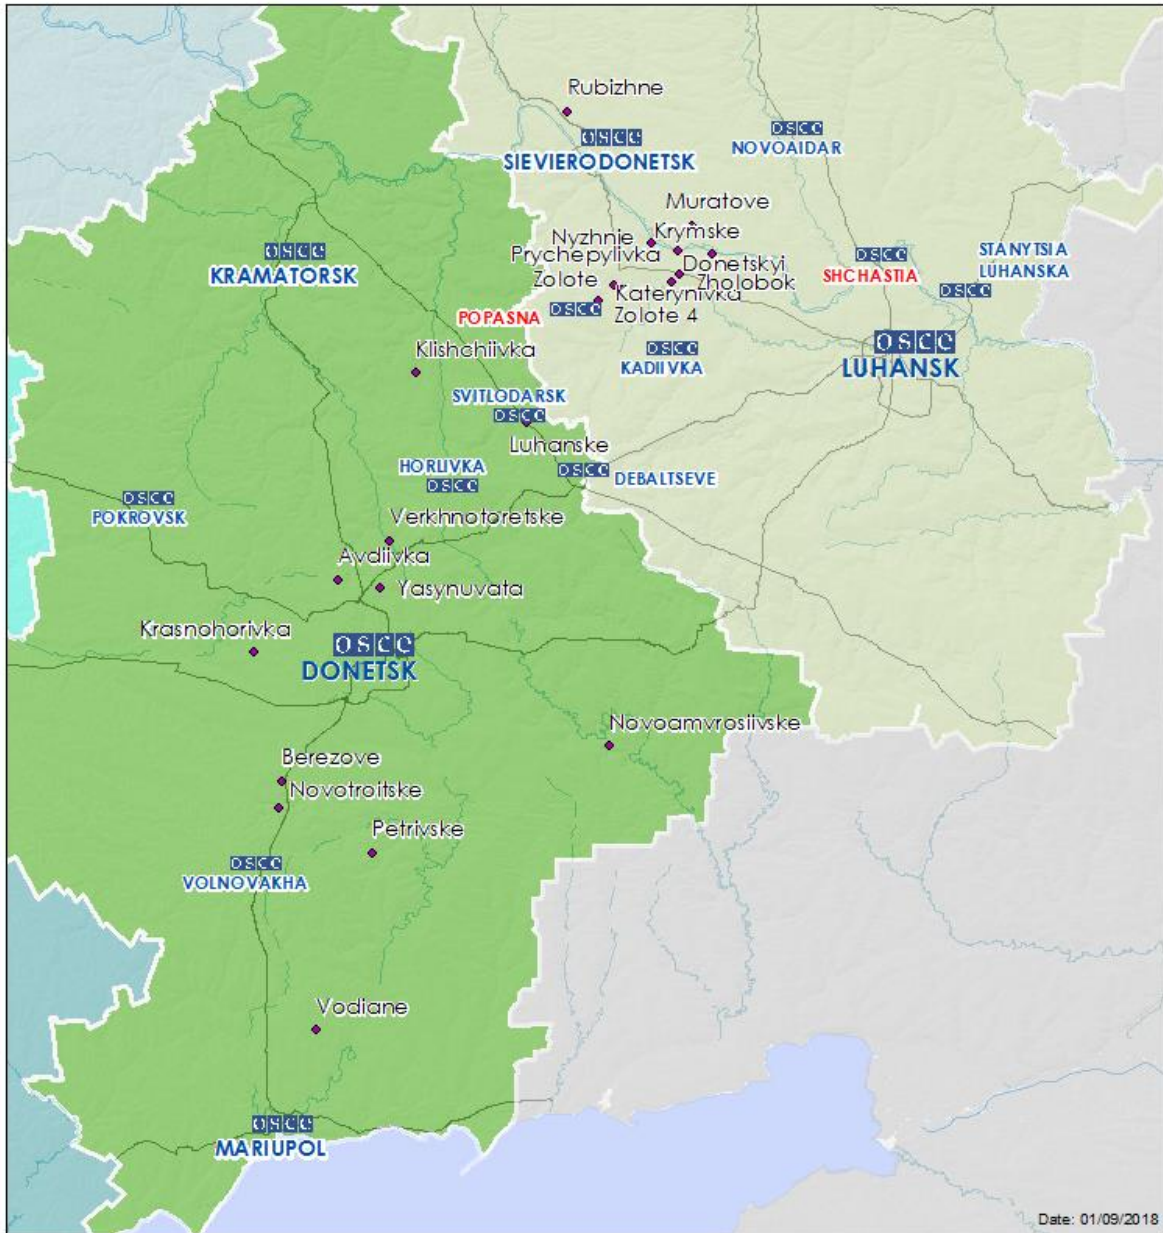 Rubizhne
OSCE
SIEVIERODONETSK
OSCE
NOVOAIDAR
Muratove
Nyzhnie
Krymske
Prychepylivka
Donetskyi
Zolote
Zholobok
Katerynivka
Zolote 4
OSCE
KRAMATORSK
OSCE
SHCHASTIA
STANYTSIA
LUHANSKA
OSCE
POPASNA
OSCE
Klishchiivka
OSCE
KADIIVKA
OSCE
LUHANSK
SVITLODARSK
OSCE
Luhanske
HORLIVKA
OSCE
OSCE
DEBALTSEVE
OSCE
POKROVSK
Verkhnotoretske
Avdiivka
Yasynuvata
Krasnohorivka
OSCE
DONETSK
Novoamvrosiivske
Berezove
Novotroitske
Petrivske
OSCE
VOLNOVAKHA
Vodiane
OSCE
MARIUPOL
Date: 01/09/2018